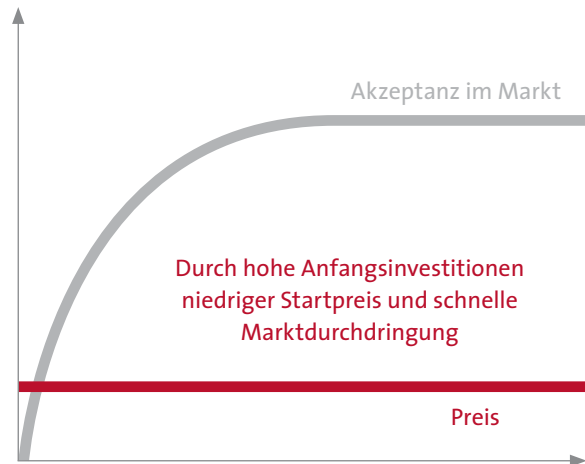 Akzeptanz im Markt
Durch hohe Anfangsinvestitionen
niedriger Startpreis und schnelle
Marktdurchdringung
Preis